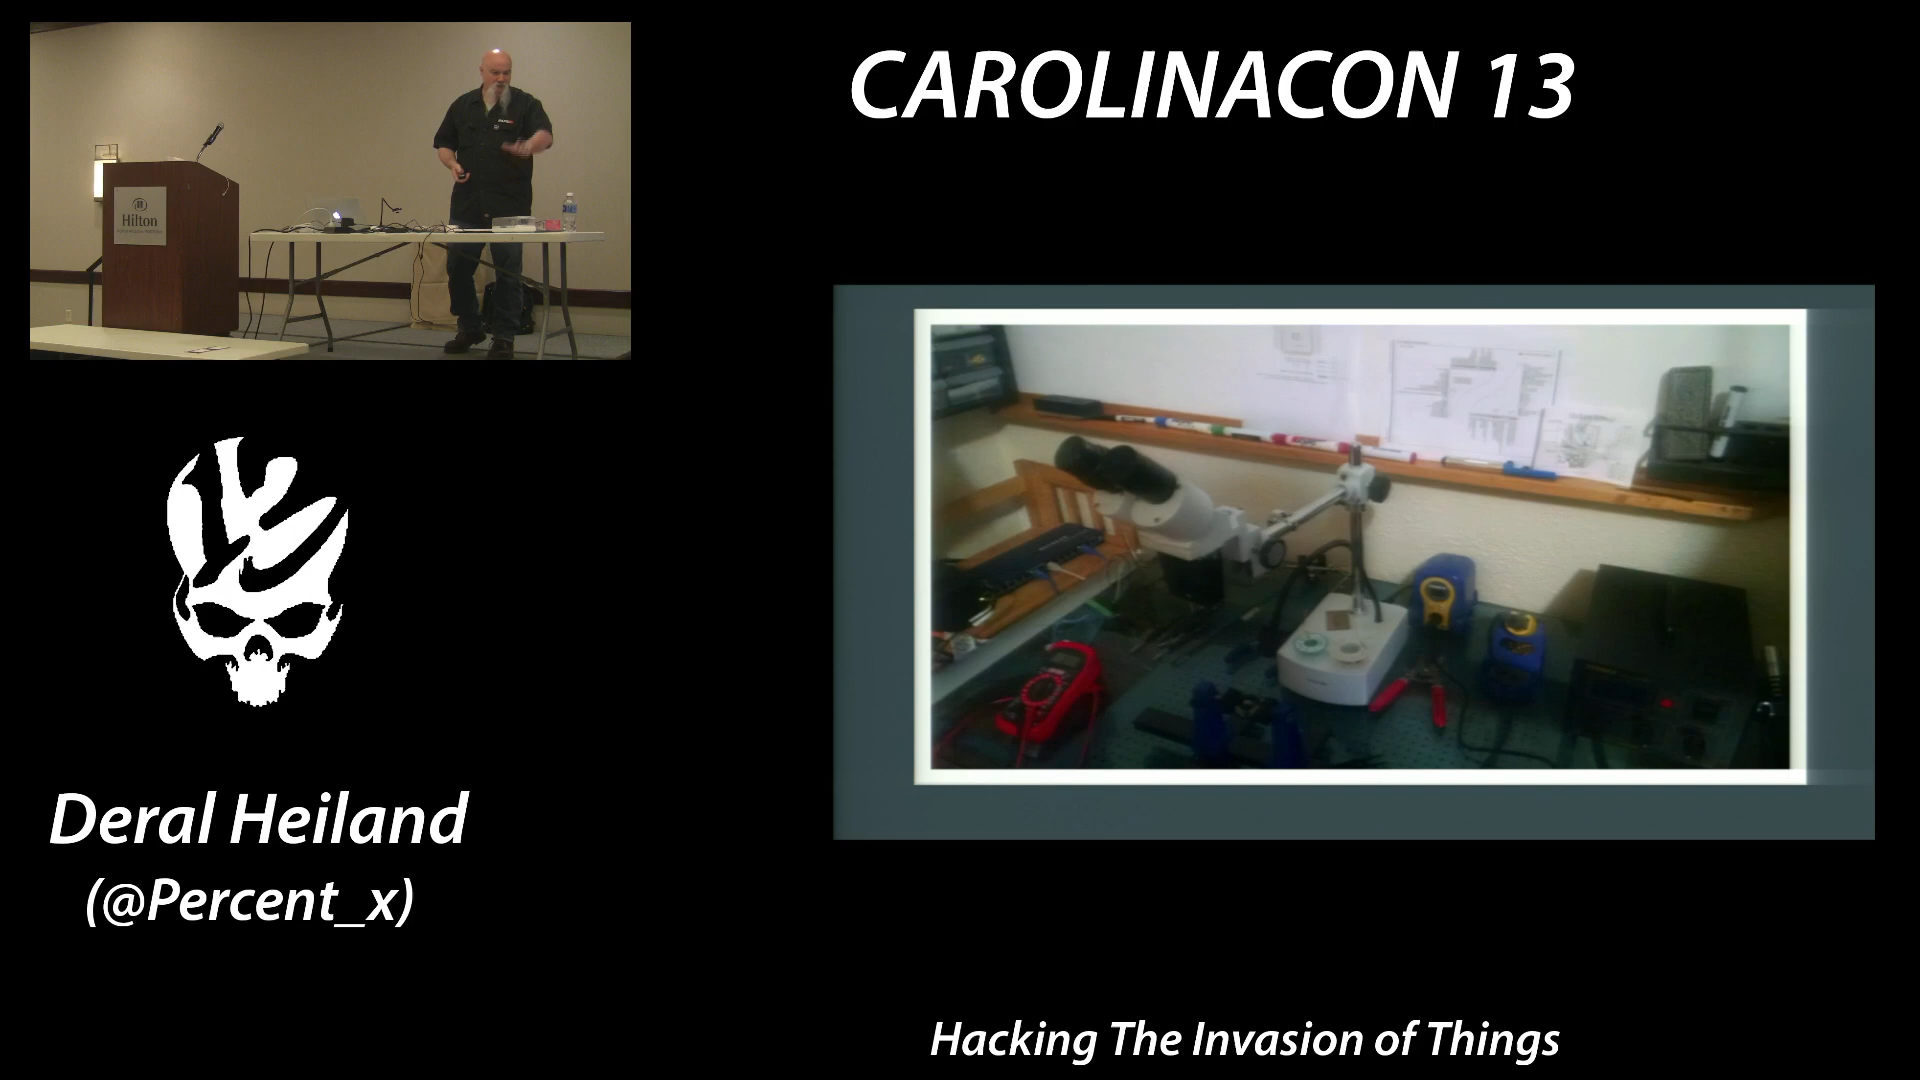 CAROLINACON 13
Hilton
Deral Heiland
(@Percent_x)
Hacking The Invasion of Things